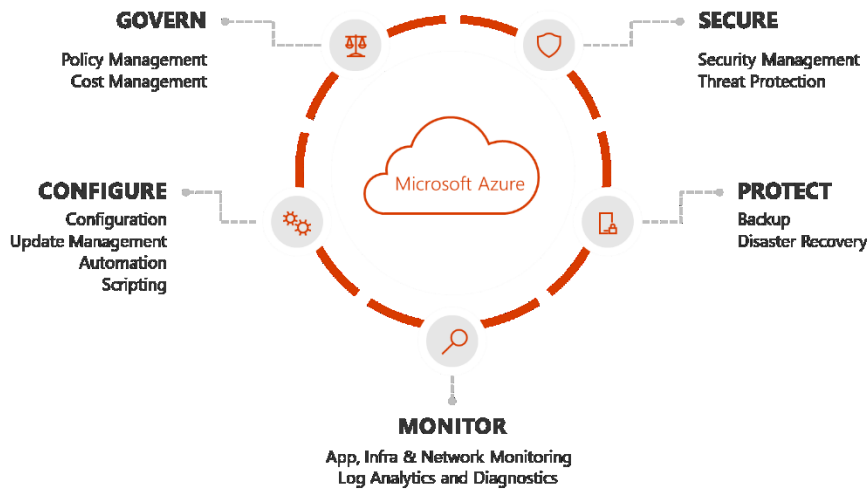 GOVERN
Policy Management
Cost Management
SECURE
Security Management
Threat Protection
Microsoft Azure
CONFIGURE
Configuration
Update Management
Automation
Scripting
PROTECT
Backup
Disaster Recovery
MONITOR
App, Infra & Network Monitoring
Log Analytics and Diagnostics